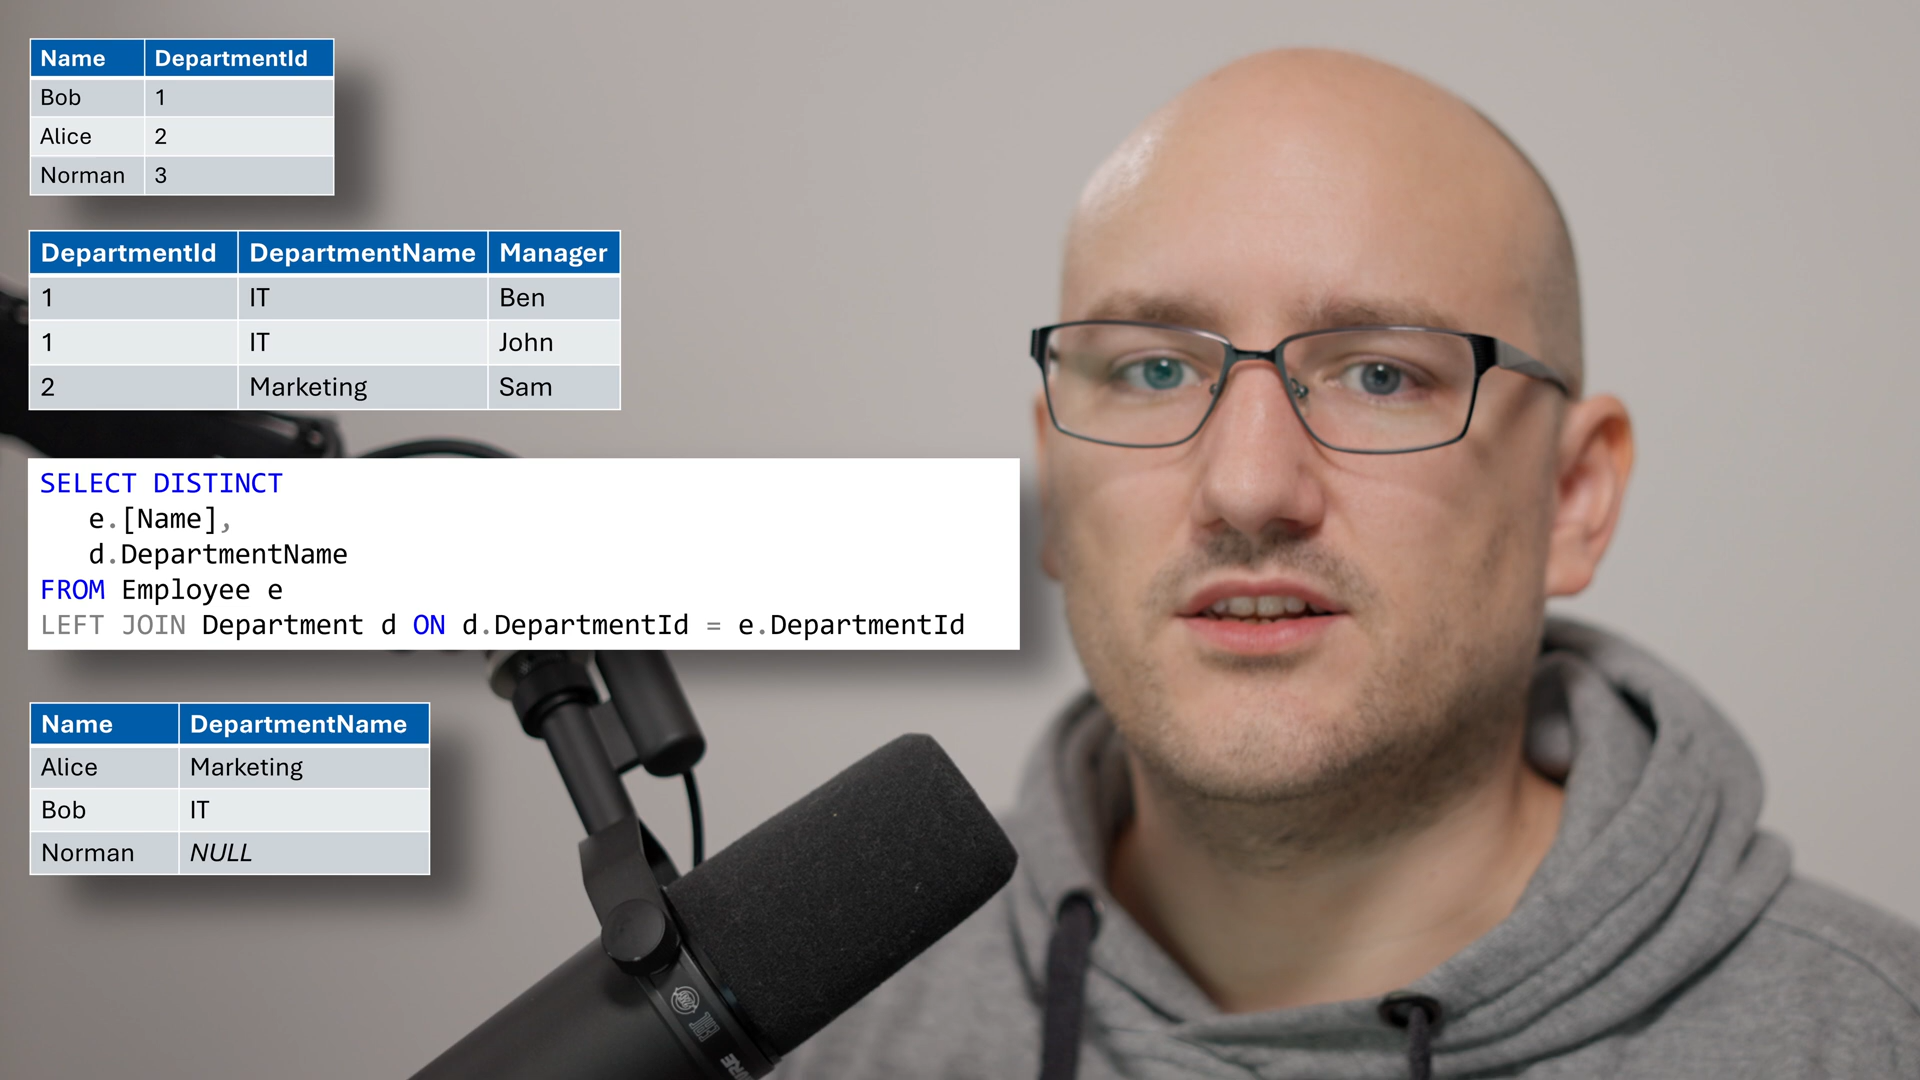 Name DepartmentId
Bob 1
Alice 2
Norman 3
DepartmentId DepartmentName Manager
1 IT Ben
1 IT John
2 Marketing Sam
SELECT DISTINCT
e.[Name],
d.DepartmentName
FROM Employee e
LEFT JOIN Department d ON d.DepartmentId = e.DepartmentId
Name DepartmentName
Alice Marketing
Bob IT
Norman NULL